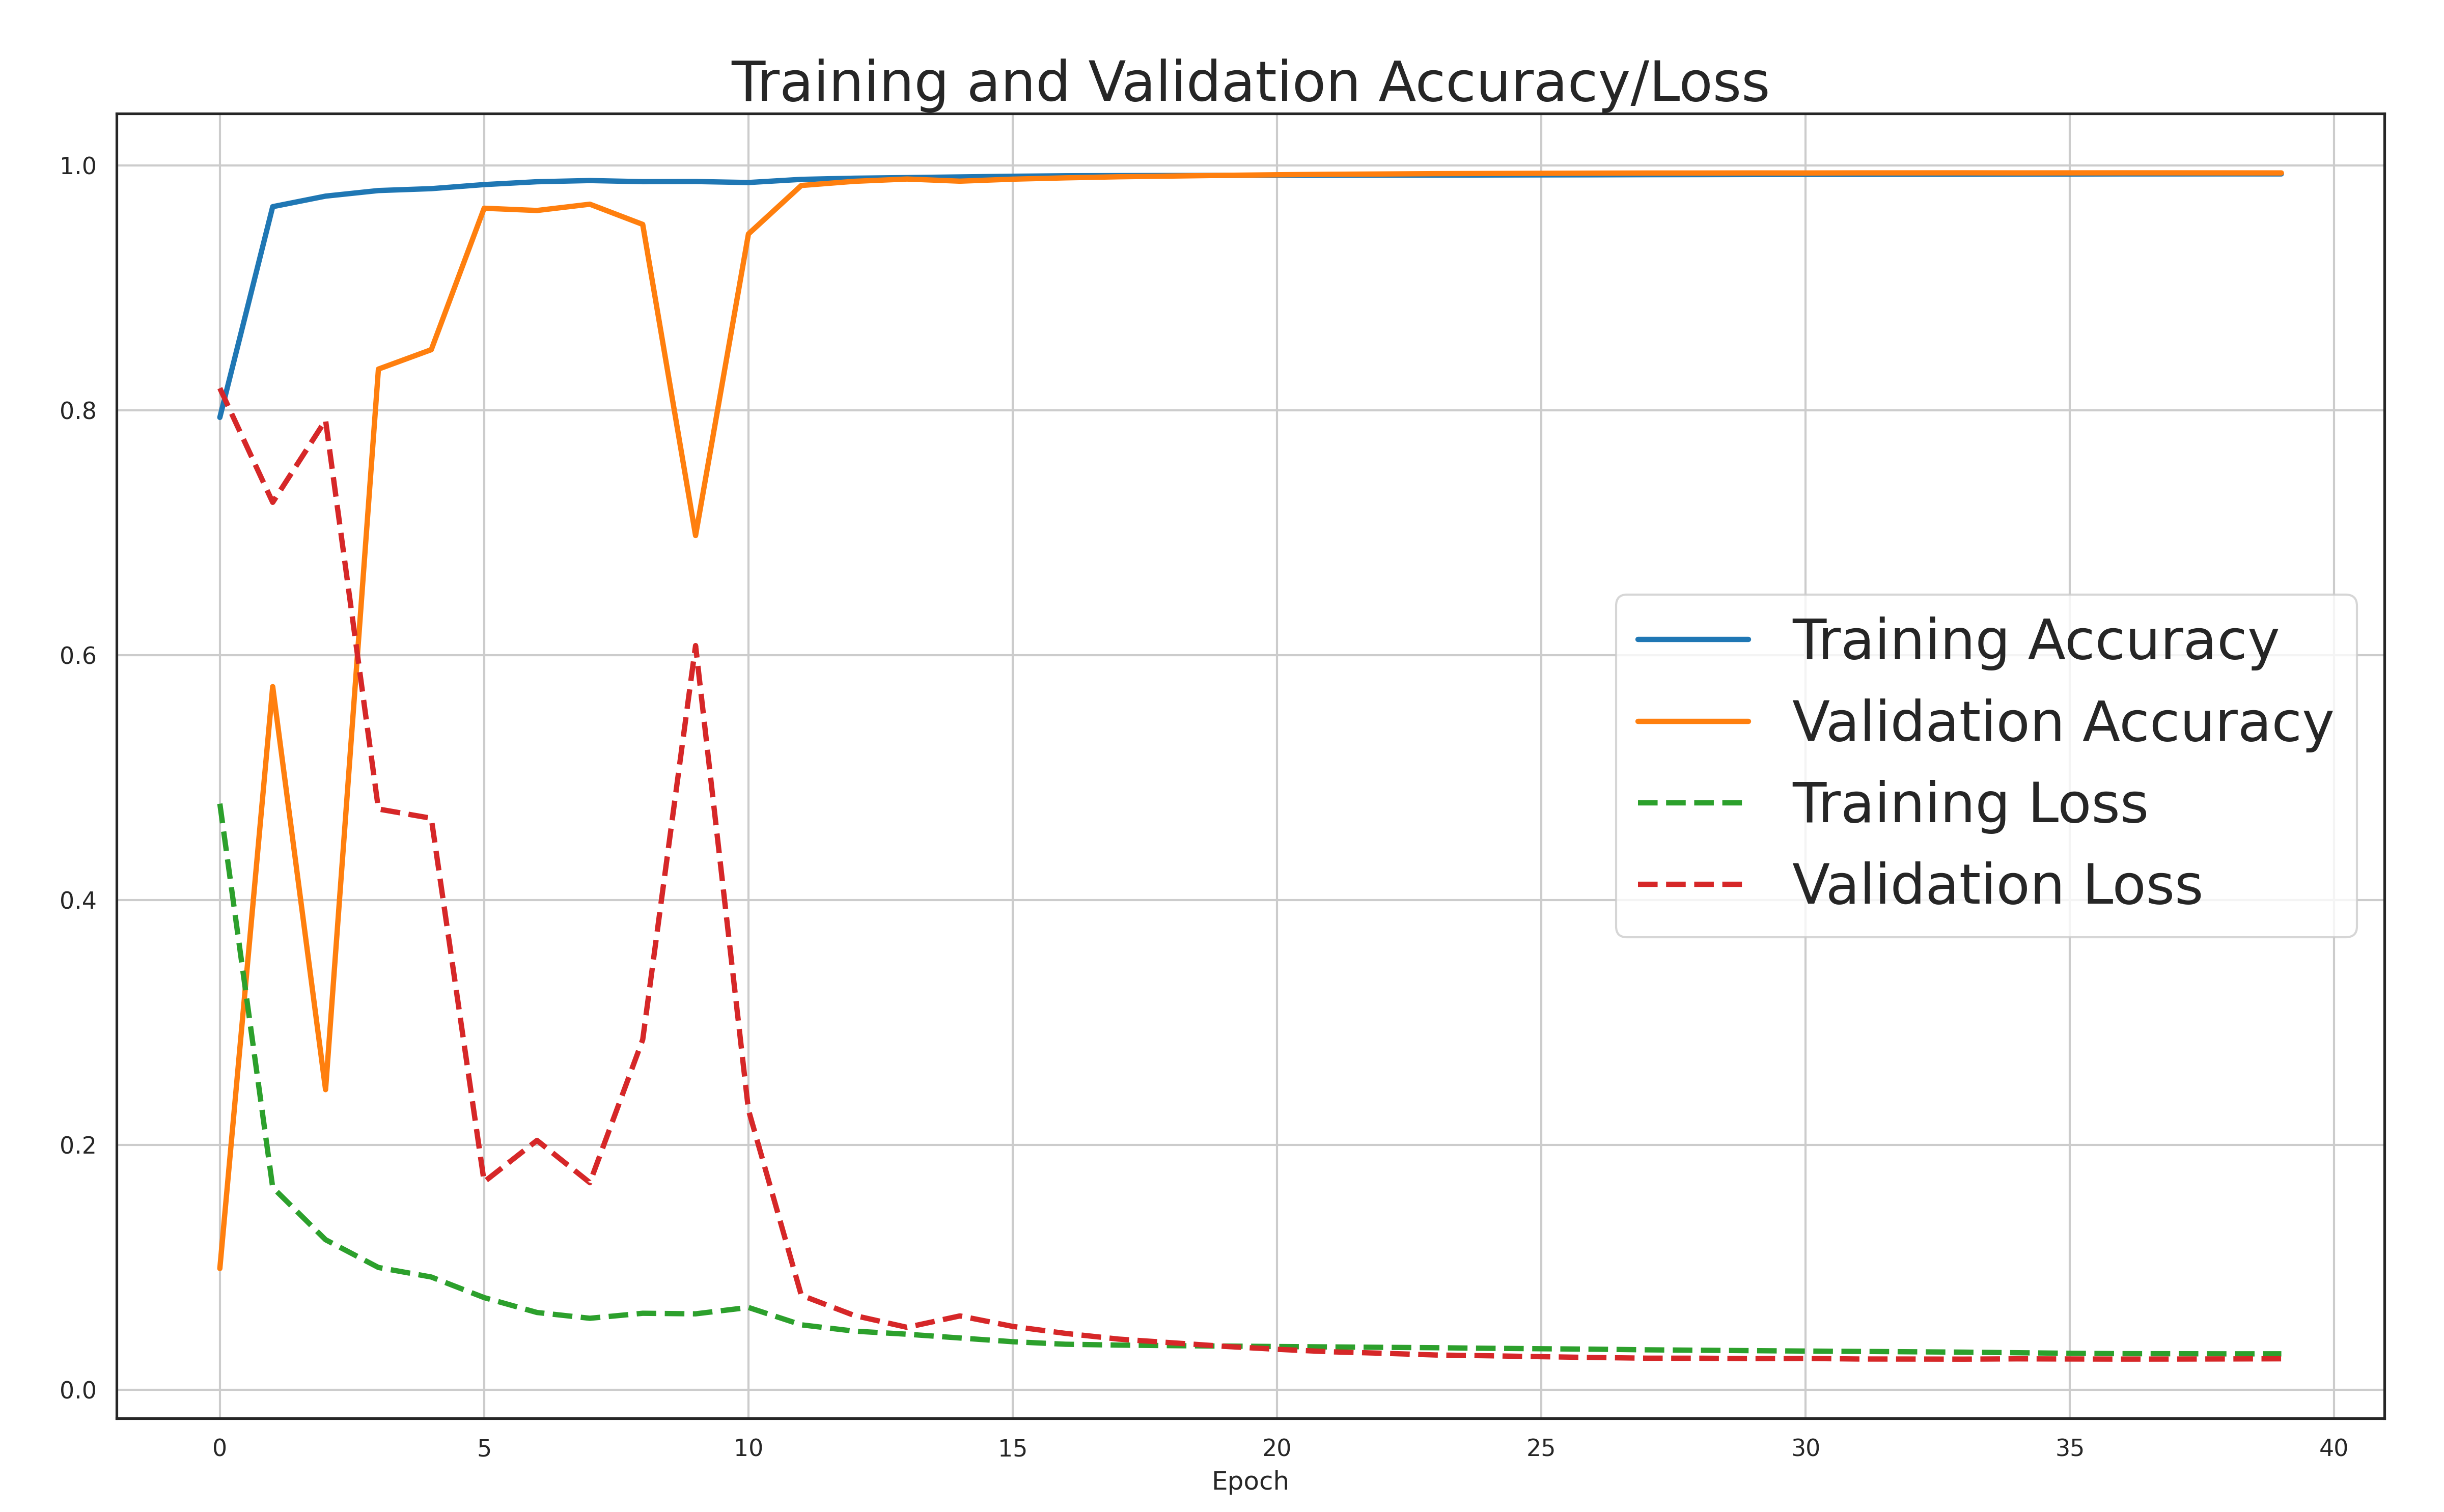 Training and Validation Accuracy/Loss
1.0
0.8
0.6
0.4
0.2
0.0
Training Accuracy
Validation Accuracy
Training Loss
Validation Loss
0 5 10 15 20 25 30 35 40
Epoch